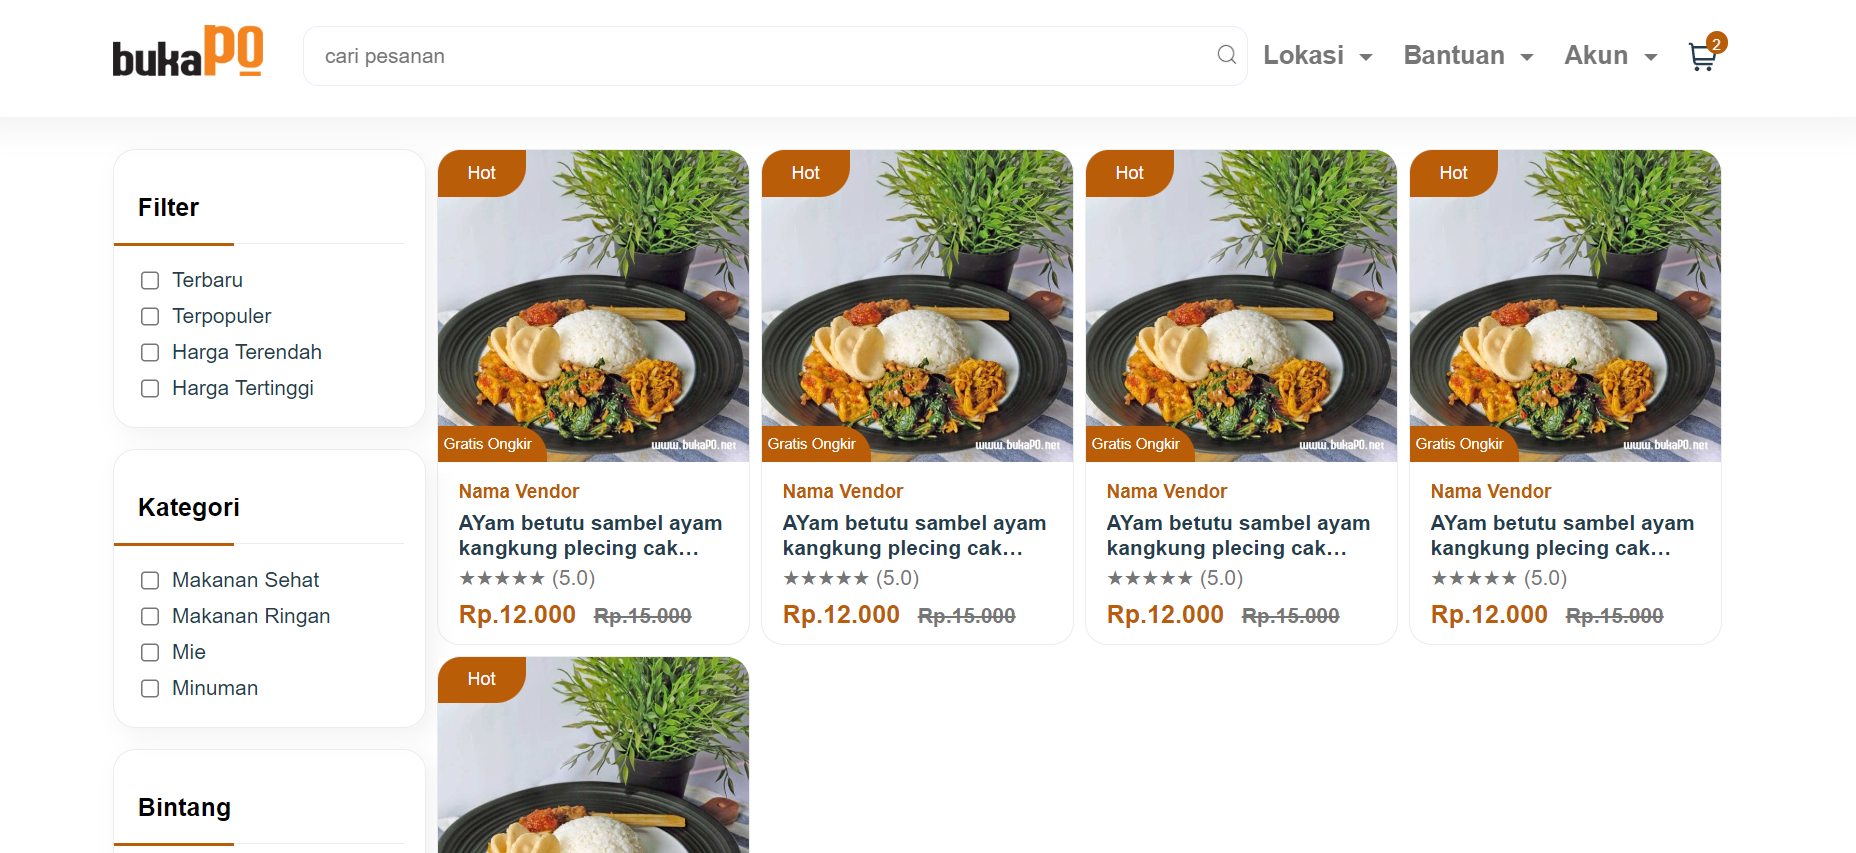 bukaPO
cari pesanan
Lokasi
Bantuan
Akun
2
Filter
Terbaru
Terpopuler
Harga Terendah
Harga Tertinggi
Kategori
Makanan Sehat
Makanan Ringan
Mie
Minuman
Bintang
Hot
Gratis Ongkir
www.bukaPO.net
Nama Vendor
AYam betutu sambel ayam
kangkung plecing cak...
★★★★★ (5.0)
Rp.12.000 Rp.15.000
Hot
Gratis Ongkir
www.bukaPO.net
Nama Vendor
AYam betutu sambel ayam
kangkung plecing cak...
★★★★★ (5.0)
Rp.12.000 Rp.15.000
Hot
Gratis Ongkir
www.bukaPO.net
Nama Vendor
AYam betutu sambel ayam
kangkung plecing cak...
★★★★★ (5.0)
Rp.12.000 Rp.15.000
Hot
Gratis Ongkir
www.bukaPO.net
Nama Vendor
AYam betutu sambel ayam
kangkung plecing cak...
★★★★★ (5.0)
Rp.12.000 Rp.15.000
Hot